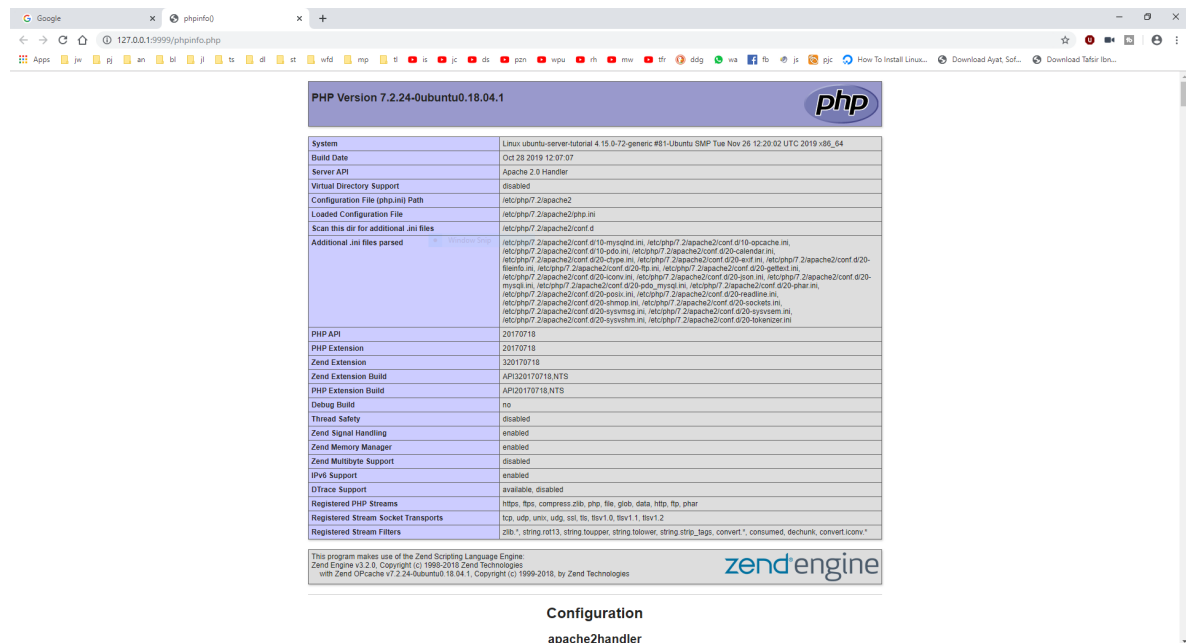 Google
phpinfo()
127.0.0.1:9999/phpinfo.php
Apps jw pj an bl jl ts dl st wfd mp tl is jc ds pzn wpu rh mw tfr ddg wa fb js pjc How To Install Linux... Download Ayat, Sof... Download Tafsir Ibn...
PHP Version 7.2.24-0ubuntu0.18.04.1
php
System Linux ubuntu-server-tutorial 4.15.0-72-generic #81-Ubuntu SMP Tue Nov 26 12:20:02 UTC 2019 x86_64
Build Date Oct 28 2019 12:07:07
Server API Apache 2.0 Handler
Virtual Directory Support disabled
Configuration File (php.ini) Path /etc/php/7.2/apache2
Loaded Configuration File /etc/php/7.2/apache2/php.ini
Scan this dir for additional .ini files /etc/php/7.2/apache2/conf.d
Additional .ini files parsed Window Snip /etc/php/7.2/apache2/conf.d/10-mysqlnd.ini, /etc/php/7.2/apache2/conf.d/10-opcache.ini,
/etc/php/7.2/apache2/conf.d/10-pdo.ini, /etc/php/7.2/apache2/conf.d/20-calendar.ini,
/etc/php/7.2/apache2/conf.d/20-ctype.ini, /etc/php/7.2/apache2/conf.d/20-exif.ini, /etc/php/7.2/apache2/conf.d/20-
fileinfo.ini, /etc/php/7.2/apache2/conf.d/20-ftp.ini, /etc/php/7.2/apache2/conf.d/20-gettext.ini,
/etc/php/7.2/apache2/conf.d/20-iconv.ini, /etc/php/7.2/apache2/conf.d/20-json.ini, /etc/php/7.2/apache2/conf.d/20-
mysqli.ini, /etc/php/7.2/apache2/conf.d/20-pdo_mysql.ini, /etc/php/7.2/apache2/conf.d/20-phar.ini,
/etc/php/7.2/apache2/conf.d/20-posix.ini, /etc/php/7.2/apache2/conf.d/20-readline.ini,
/etc/php/7.2/apache2/conf.d/20-shmop.ini, /etc/php/7.2/apache2/conf.d/20-sockets.ini,
/etc/php/7.2/apache2/conf.d/20-sysvmsg.ini, /etc/php/7.2/apache2/conf.d/20-sysvsem.ini,
/etc/php/7.2/apache2/conf.d/20-sysvshm.ini, /etc/php/7.2/apache2/conf.d/20-tokenizer.ini
PHP API 20170718
PHP Extension 20170718
Zend Extension 320170718
Zend Extension Build API320170718,NTS
PHP Extension Build API20170718,NTS
Debug Build no
Thread Safety disabled
Zend Signal Handling enabled
Zend Memory Manager enabled
Zend Multibyte Support disabled
IPv6 Support enabled
DTrace Support available, disabled
Registered PHP Streams https, ftps, compress.zlib, php, file, glob, data, http, ftp, phar
Registered Stream Socket Transports tcp, udp, unix, udg, ssl, tls, tlsv1.0, tlsv1.1, tlsv1.2
Registered Stream Filters zlib.*, string.rot13, string.toupper, string.tolower, string.strip_tags, convert.*, consumed, dechunk, convert.iconv.*
This program makes use of the Zend Scripting Language Engine:
Zend Engine v3.2.0, Copyright (c) 1998-2018 Zend Technologies
with Zend OPcache v7.2.24-0ubuntu0.18.04.1, Copyright (c) 1999-2018, by Zend Technologies
zend engine
Configuration
apache2handler